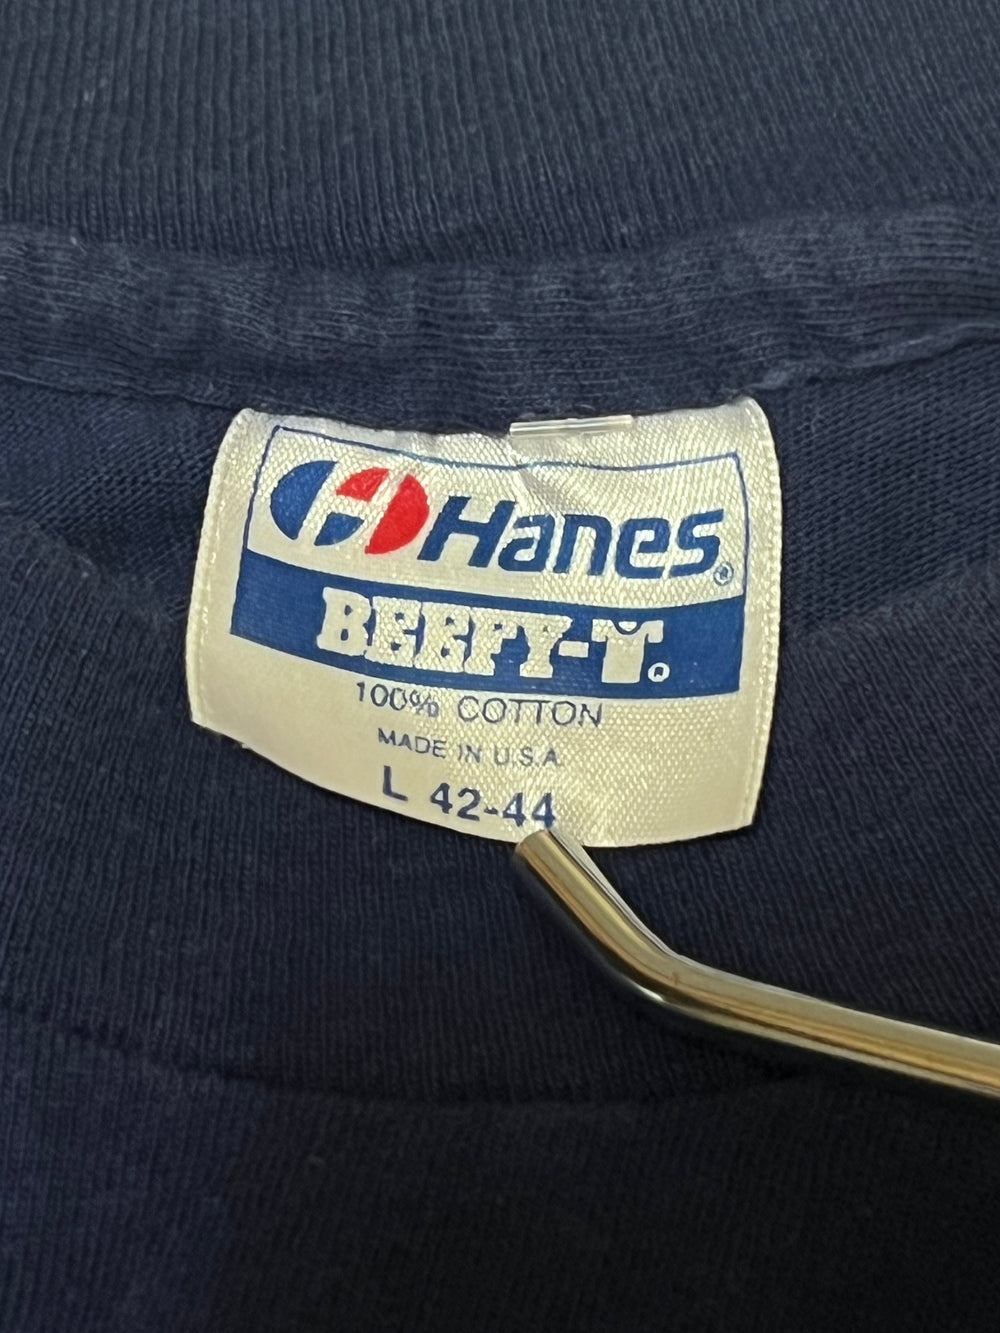 Hanes®
BEEFY-T®
100% COTTON
MADE IN U.S.A.
L 42-44